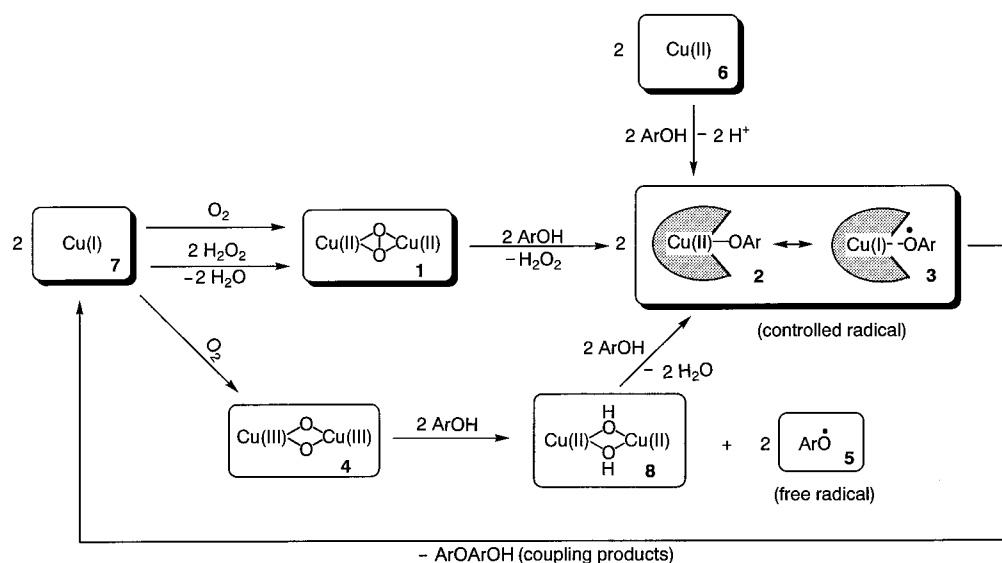 2 Cu(II)
6
2 ArOH – 2 H⁺
2 Cu(I)
7
O₂
2 H₂O₂
–2 H₂O
Cu(II) O O Cu(II)
1
2 ArOH
–H₂O₂
2 Cu(II) OAr
2
Cu(I)- -OAr
3
(controlled radical)
O₂
2 ArOH
– 2 H₂O
Cu(III) O O Cu(III)
4
2 ArOH
H
O
Cu(II) Cu(II)
O
H
8
+ 2 ArO
5
(free radical)
– ArOArOH (coupling products)